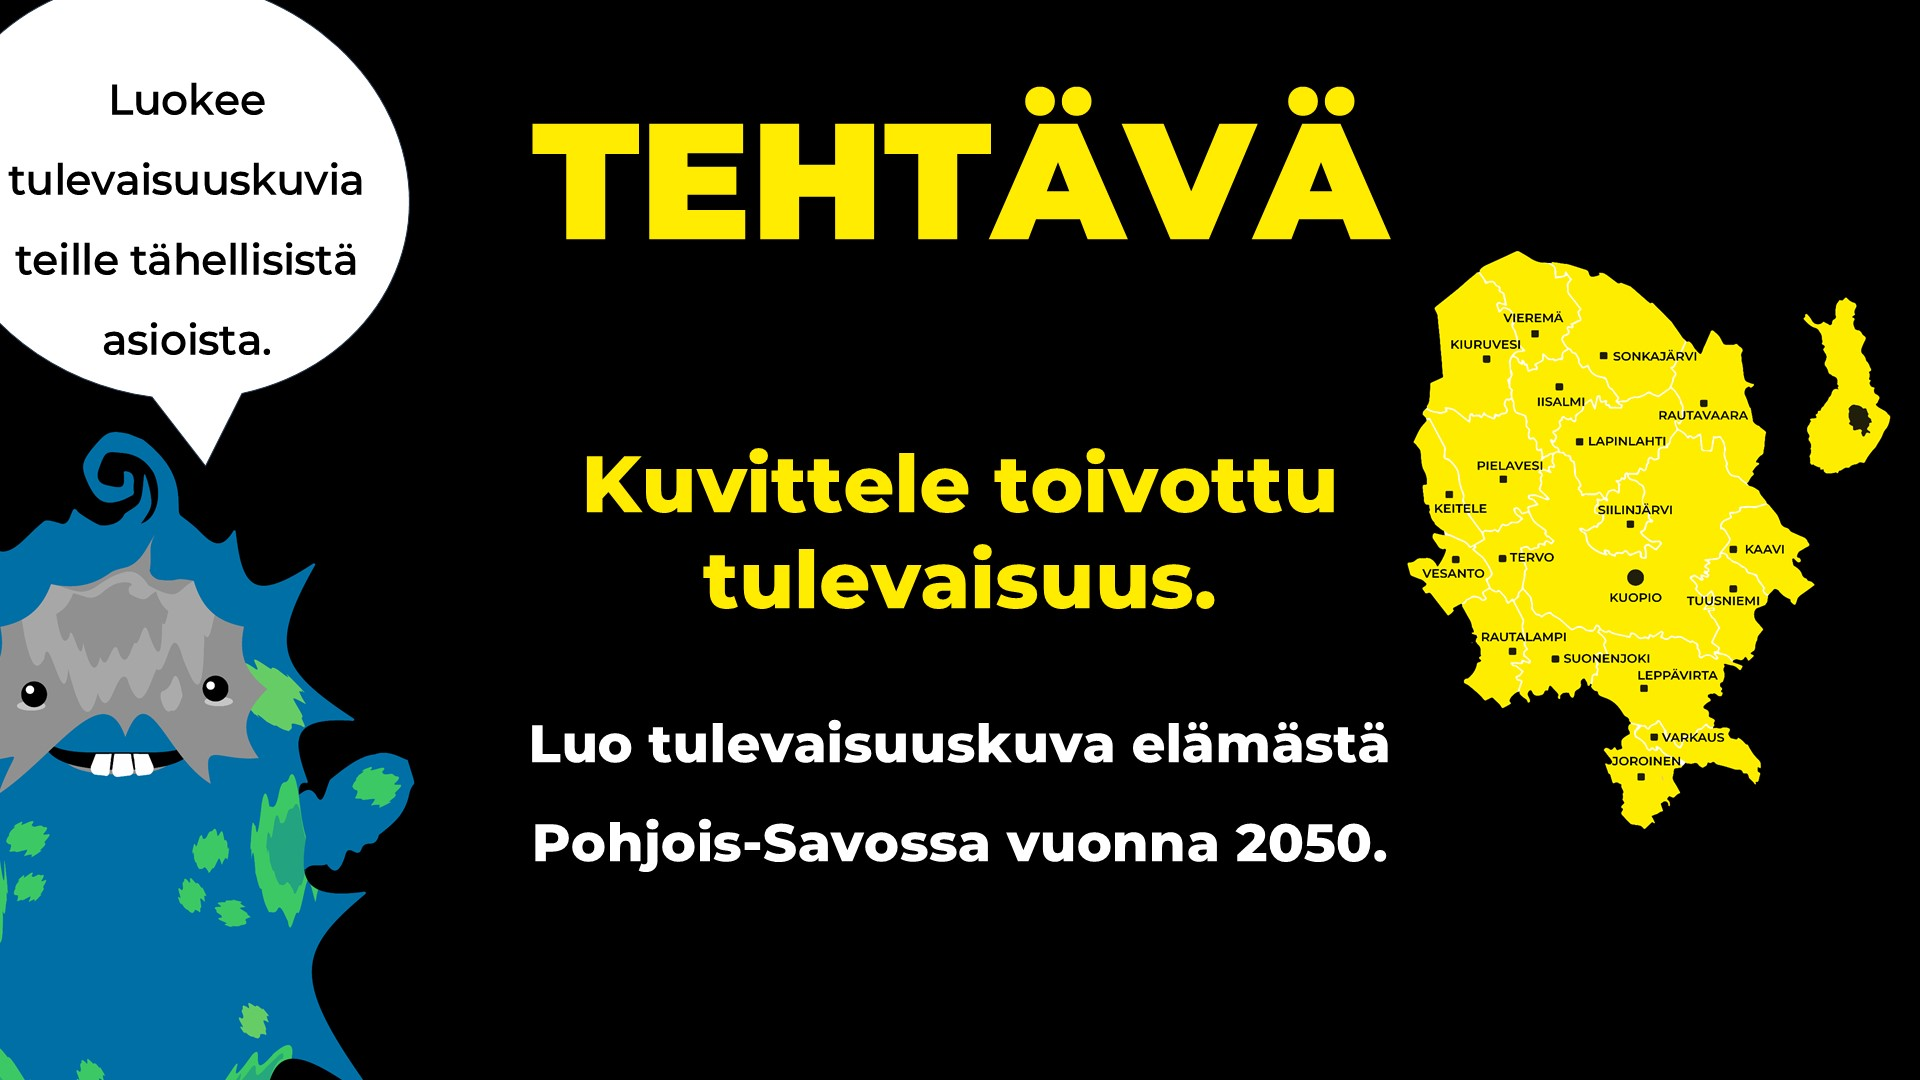 Luokee
tulevaisuuskuvia
teille tähellisistä
asioista.
TEHTÄVÄ
Kuvittele toivottu
tulevaisuus.
Luo tulevaisuuskuva elämästä
Pohjois-Savossa vuonna 2050.
VIEREMÄ
KIURUVESI
SONKAJÄRVI
IISALMI
RAUTAVAARA
LAPINLAHTI
PIELAVESI
KEITELE
SIILINJÄRVI
KAAVI
TERVO
VESANTO
KUOPIO
TUUSNIEMI
RAUTALAMPI
SUONENJOKI
LEPPÄVIRTA
VARKAUS
JOROINEN